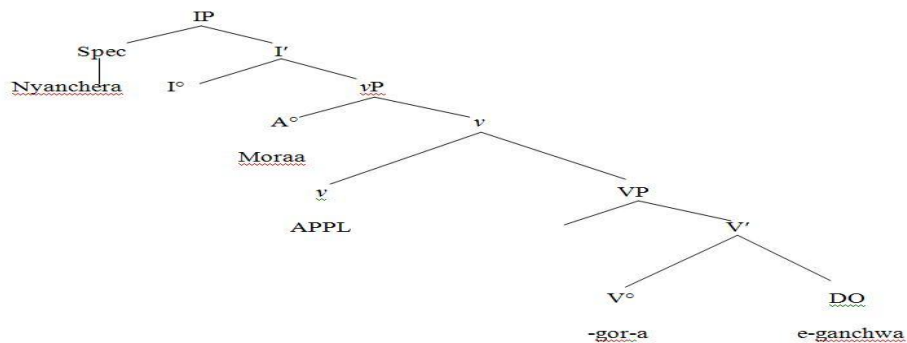 IP
Spec I′
Nyanchera I° vP
A° v
Moraa
v VP
APPL V′
V° DO
-gor-a e-ganchwa